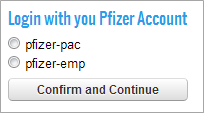 Login with you Pfizer Account
pfizer-pac
pfizer-emp
Confirm and Continue